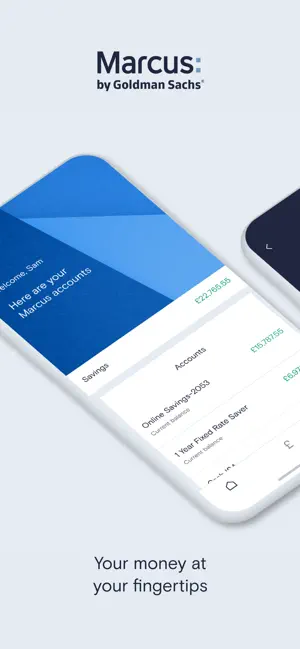 Marcus:
by Goldman Sachs®
Welcome, Sam
Here are your
Marcus accounts
Savings
£22,765.55
Accounts
Online Savings-2053
£15,787.55
Current balance
1 Year Fixed Rate Saver
£6,97
Current balance
£
Your money at
your fingertips